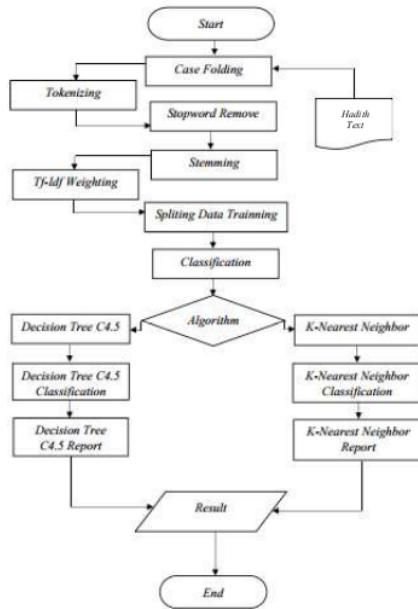 Start
Case Folding
Tokenizing
Hadith
Text
Stopword Remove
Stemming
Tf-Idf Weighting
Spliting Data Trainning
Classification
Algorithm
Decision Tree C4.5
K-Nearest Neighbor
Decision Tree C4.5
Classification
K-Nearest Neighbor
Classification
Decision Tree
C4.5 Report
K-Nearest Neighbor
Report
Result
End